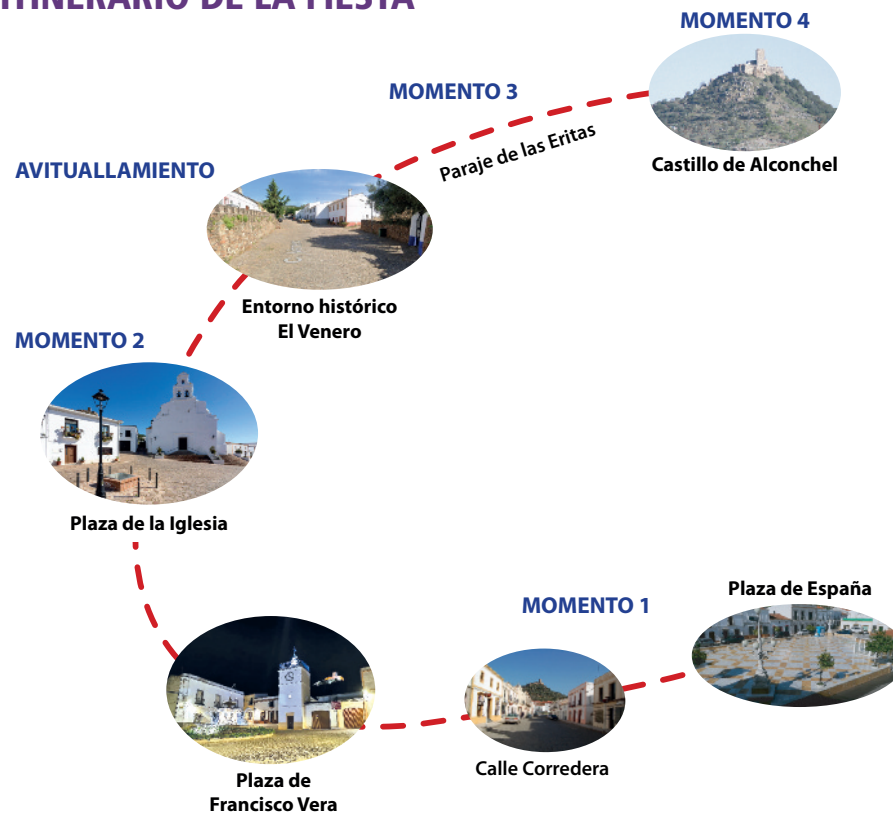 ITINERARIO DE LA FIESTA
MOMENTO 4
Castillo de Alconchel
MOMENTO 3
Paraje de las Eritas
AVITUALLAMIENTO
Entorno histórico
El Venero
MOMENTO 2
Plaza de la Iglesia
Plaza de España
MOMENTO 1
Calle Corredera
Plaza de
Francisco Vera